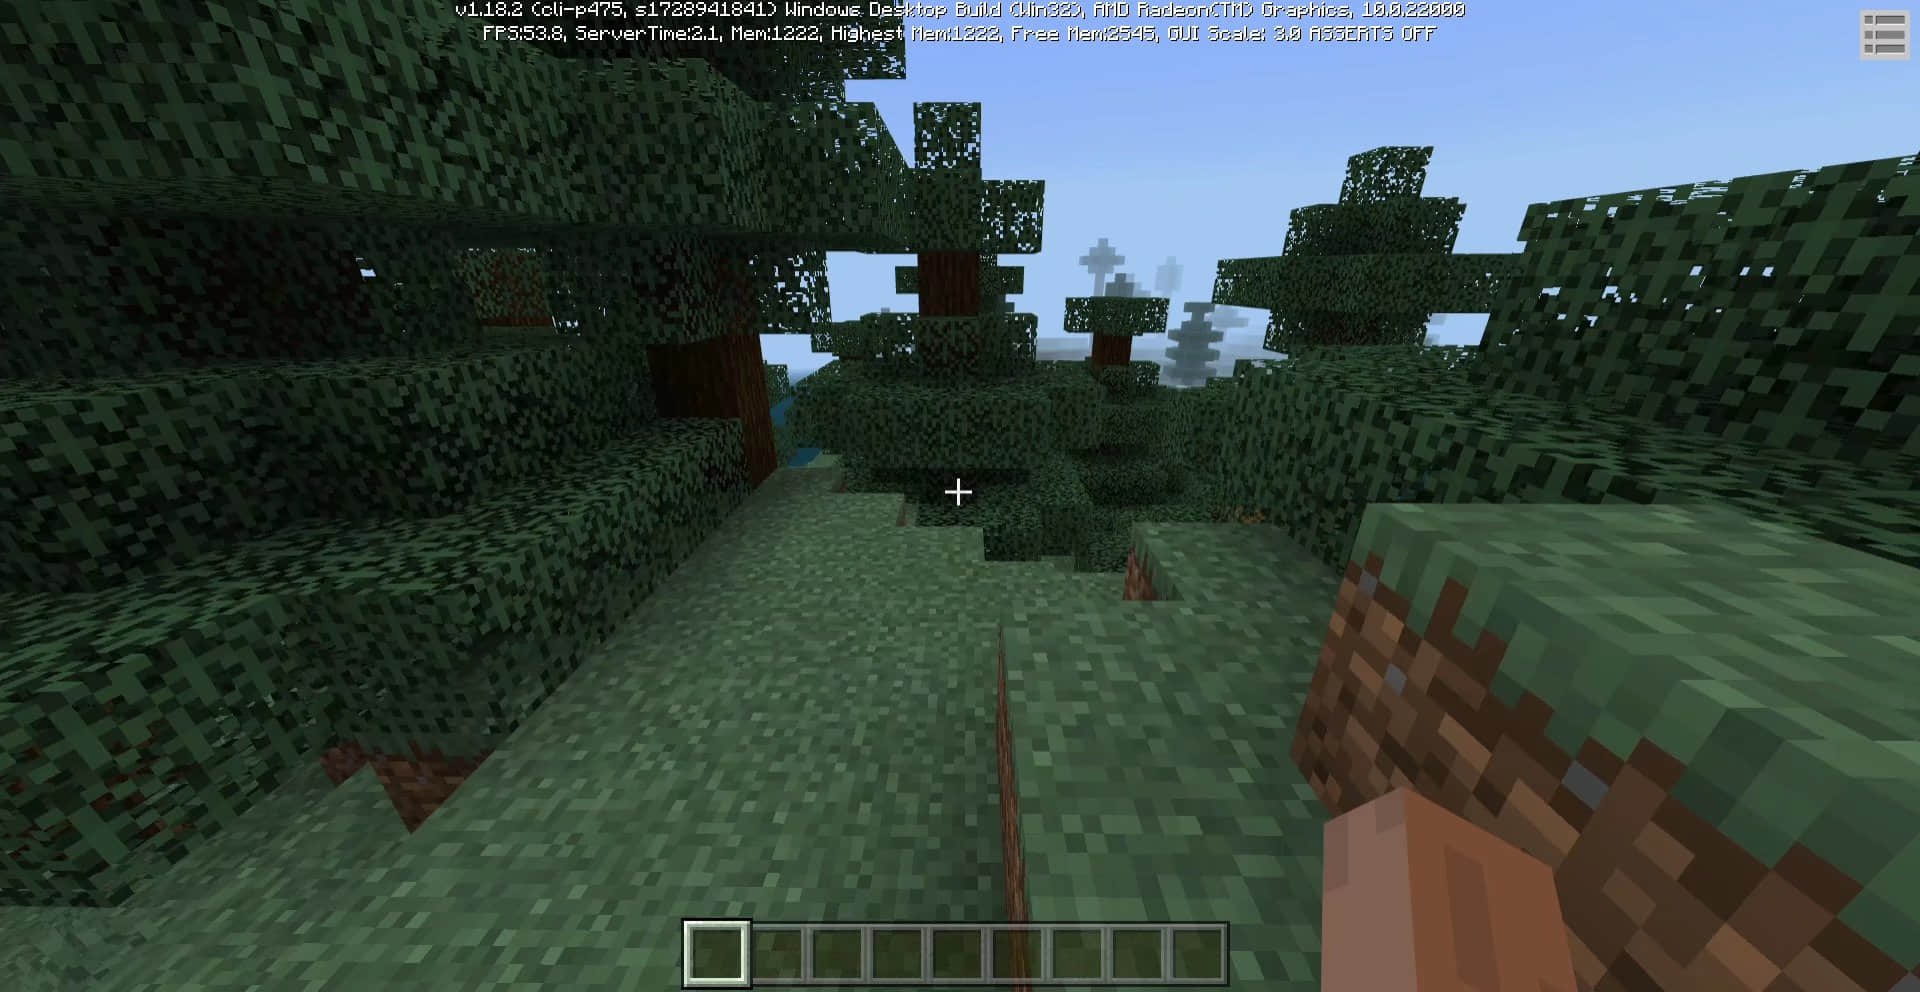 v1.18.2 (cli-p475, s1728941841) Windows Desktop Build (Win32), AMD Radeon(TM) Graphics, 10.0.22000
FPS:53.8, ServerTime:2.1, Mem:1222, Highest Mem:1222, Free Mem:2545, GUI Scale: 3.0 ASSERTS OFF